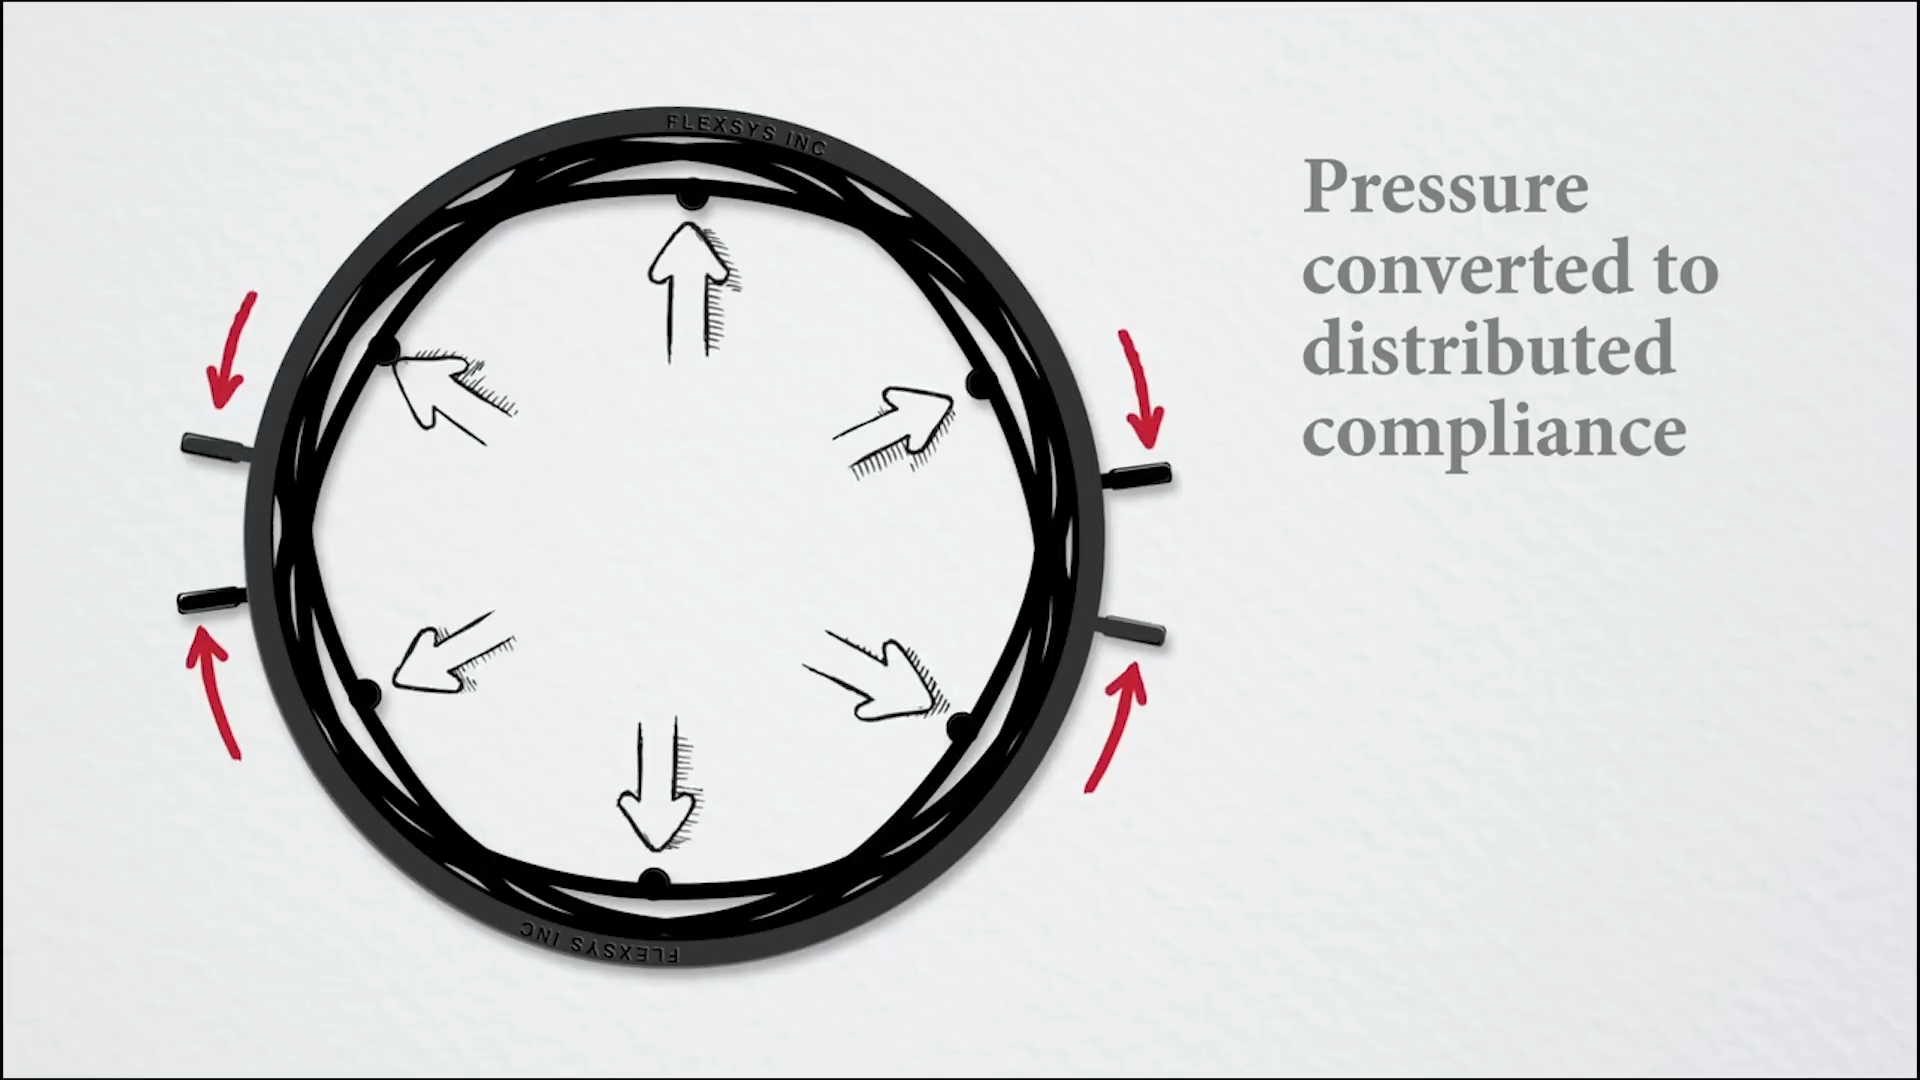 FLEXSYS INC
Pressure
converted to
distributed
compliance
FLEXSYS INC